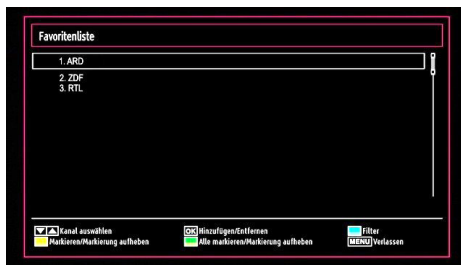 Favoritenliste
1. ARD
2. ZDF
3. RTL
Kanal auswählen OK Hinzufügen/Entfernen Filter
Markieren/Markierung aufheben Alle markieren/Markierung aufheben MENU Verlassen